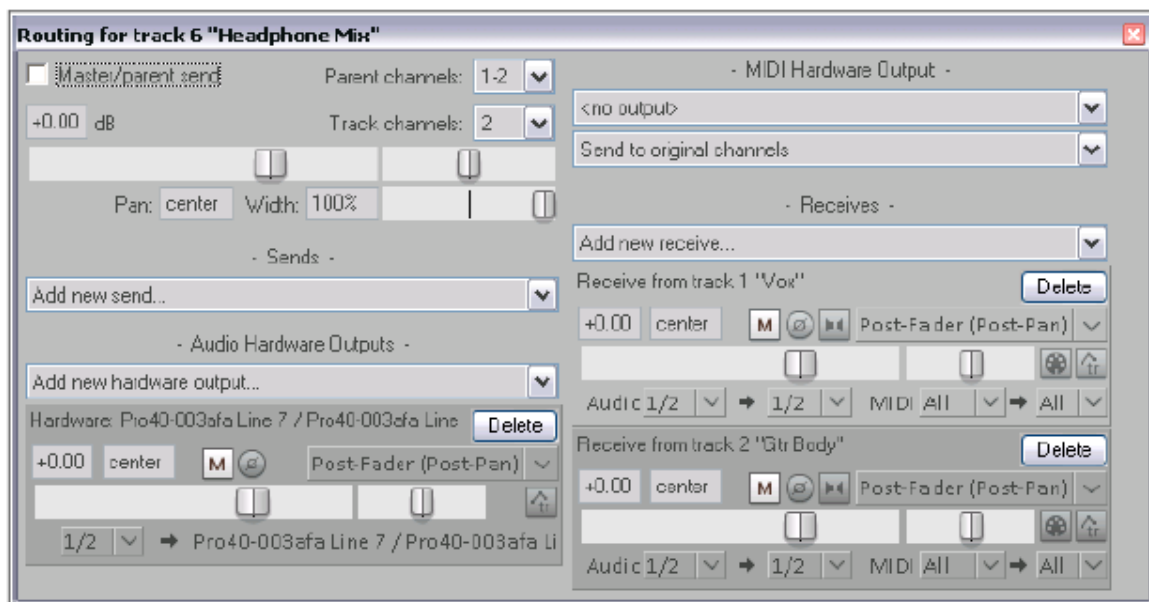 Routing for track 6 "Headphone Mix"
Master/parent send
Parent channels: 1-2
+0.00 dB
Track channels: 2
Pan: center Width: 100%
- Sends -
Add new send...
- Audio Hardware Outputs -
Add new hardware output...
Hardware: Pro40-003afa Line 7 / Pro40-003afa Line
Delete
+0.00 center M Post-Fader (Post-Pan)
tr
1/2 → Pro40-003afa Line 7 / Pro40-003afa Li
- MIDI Hardware Output -
<no output>
Send to original channels
- Receives -
Add new receive...
Receive from track 1 "Vox"
Delete
+0.00 center M Post-Fader (Post-Pan)
tr
Audio 1/2 → 1/2 MIDI All → All
Receive from track 2 "Gtr Body"
Delete
+0.00 center M Post-Fader (Post-Pan)
tr
Audio 1/2 → 1/2 MIDI All → All